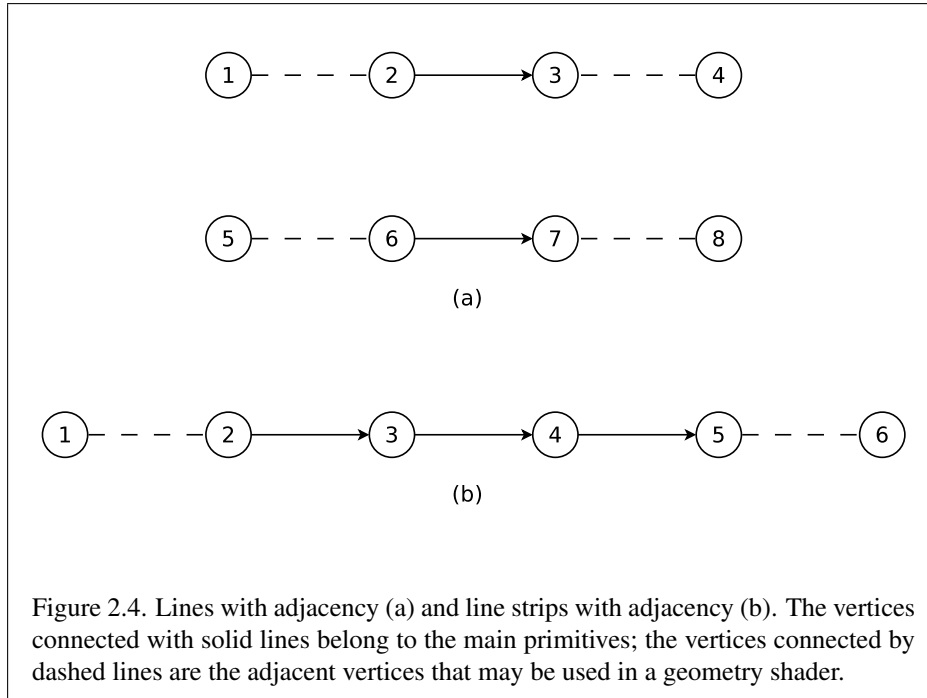 1 2 3 4
5 6 7 8
(a)
1 2 3 4 5 6
(b)
Figure 2.4. Lines with adjacency (a) and line strips with adjacency (b). The vertices
connected with solid lines belong to the main primitives; the vertices connected by
dashed lines are the adjacent vertices that may be used in a geometry shader.